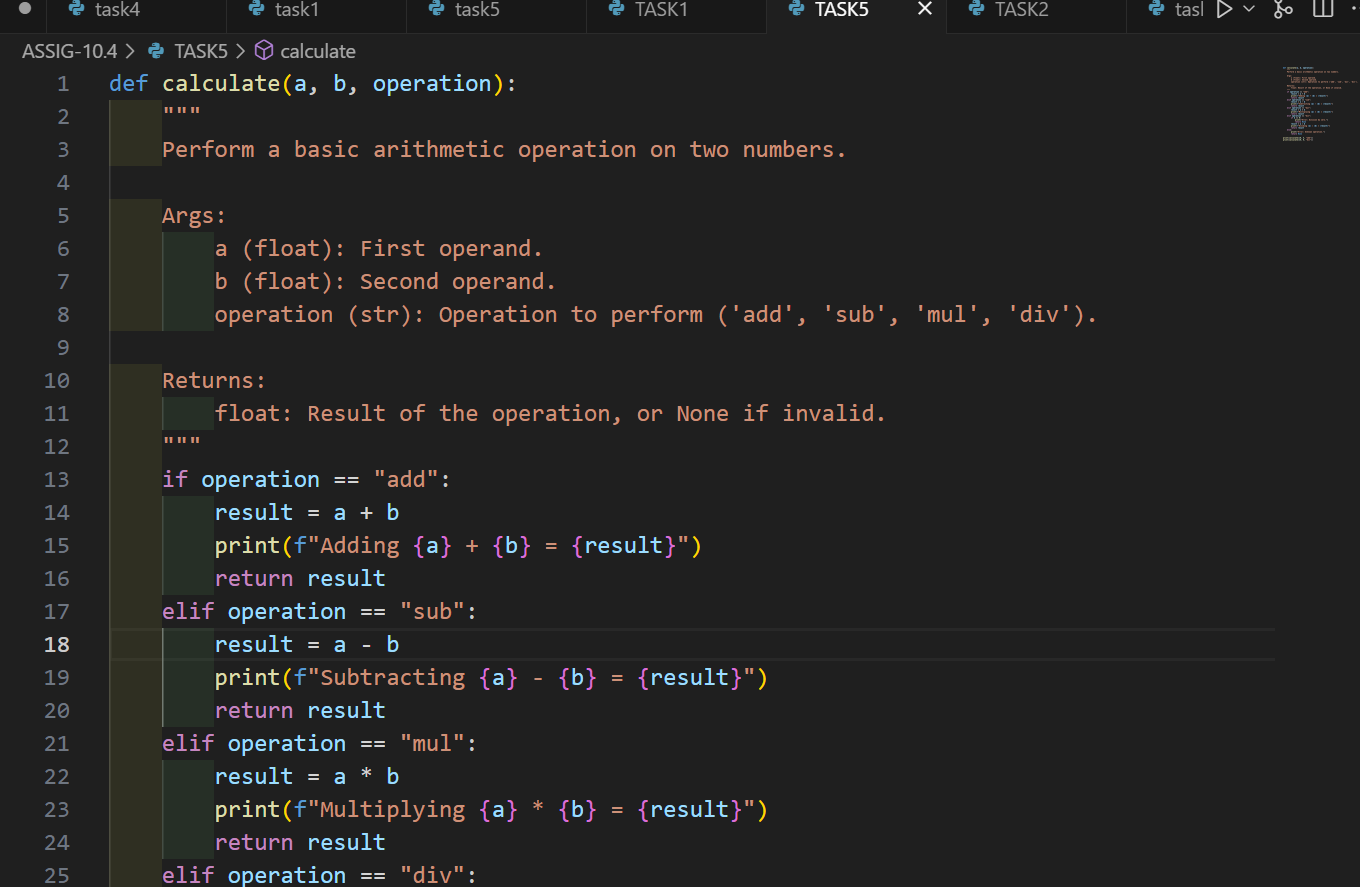 task4 task1 task5 TASK1 TASK5 TASK2 tasl
ASSIG-10.4 > TASK5 > calculate
1 def calculate(a, b, operation):
2     """
3     Perform a basic arithmetic operation on two numbers.
4
5     Args:
6         a (float): First operand.
7         b (float): Second operand.
8         operation (str): Operation to perform ('add', 'sub', 'mul', 'div').
9
10     Returns:
11         float: Result of the operation, or None if invalid.
12     """
13     if operation == "add":
14         result = a + b
15         print(f"Adding {a} + {b} = {result}")
16         return result
17     elif operation == "sub":
18         result = a - b
19         print(f"Subtracting {a} - {b} = {result}")
20         return result
21     elif operation == "mul":
22         result = a * b
23         print(f"Multiplying {a} * {b} = {result}")
24         return result
25     elif operation == "div":